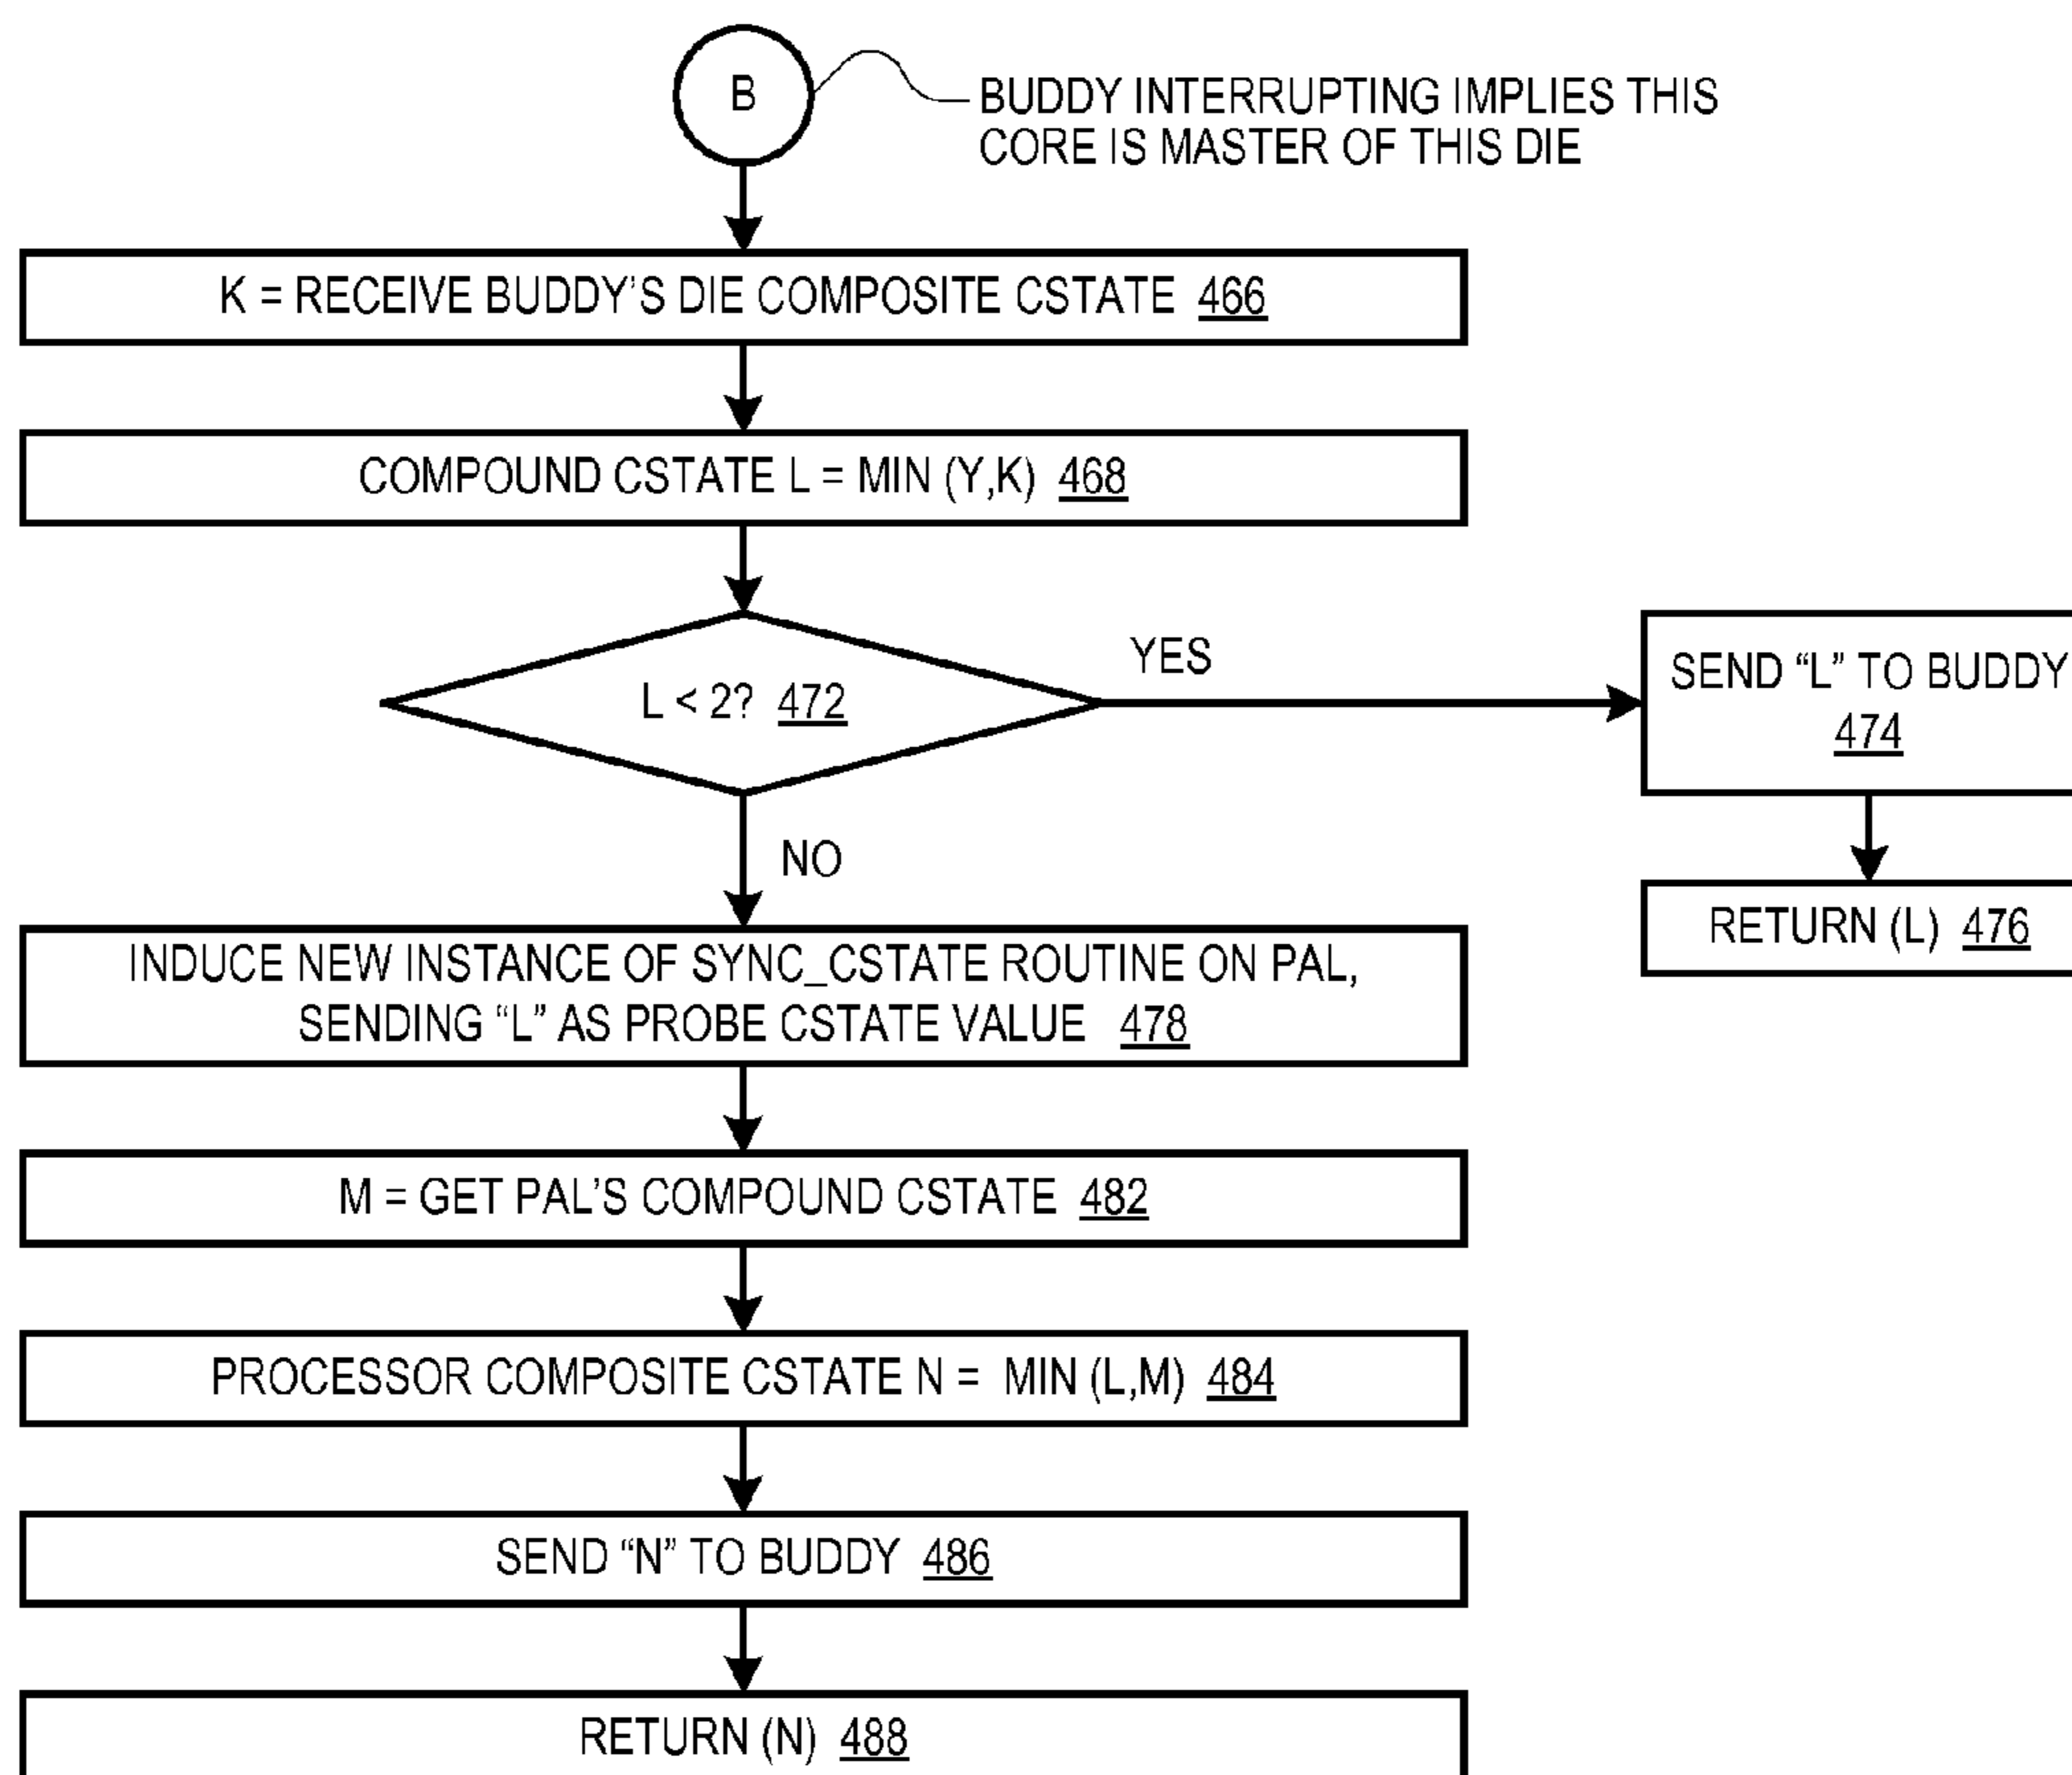 B
BUDDY INTERRUPTING IMPLIES THIS
CORE IS MASTER OF THIS DIE
K = RECEIVE BUDDY'S DIE COMPOSITE CSTATE 466
COMPOUND CSTATE L = MIN (Y,K) 468
L < 2? 472
YES
SEND “L” TO BUDDY
474
RETURN (L) 476
NO
INDUCE NEW INSTANCE OF SYNC_CSTATE ROUTINE ON PAL,
SENDING “L” AS PROBE CSTATE VALUE 478
M = GET PAL'S COMPOUND CSTATE 482
PROCESSOR COMPOSITE CSTATE N = MIN (L,M) 484
SEND “N” TO BUDDY 486
RETURN (N) 488